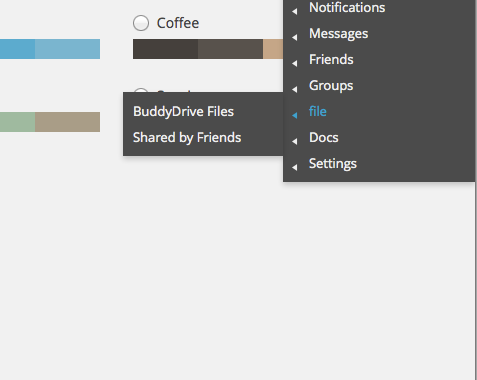 Coffee
Notifications
Messages
Friends
Groups
file
BuddyDrive Files
Shared by Friends
Docs
Settings